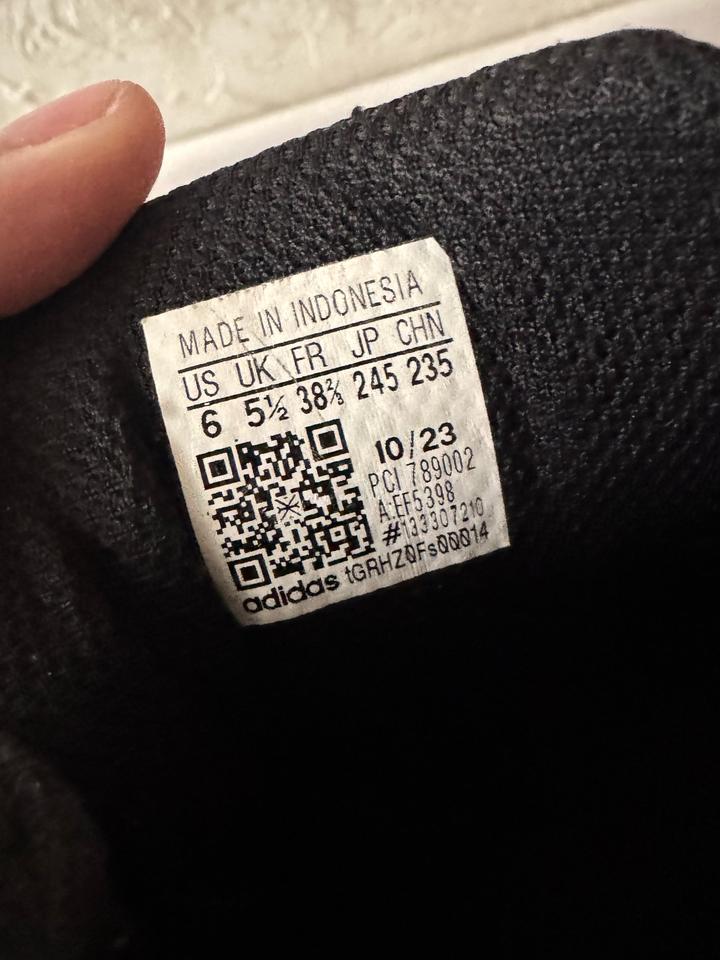 MADE IN INDONESIA
US UK FR JP CHN
6 5½ 38⅔ 245 235
10/23
PCI 789002
A:EF5398
#133307210
adidas tGRHZQFs00014